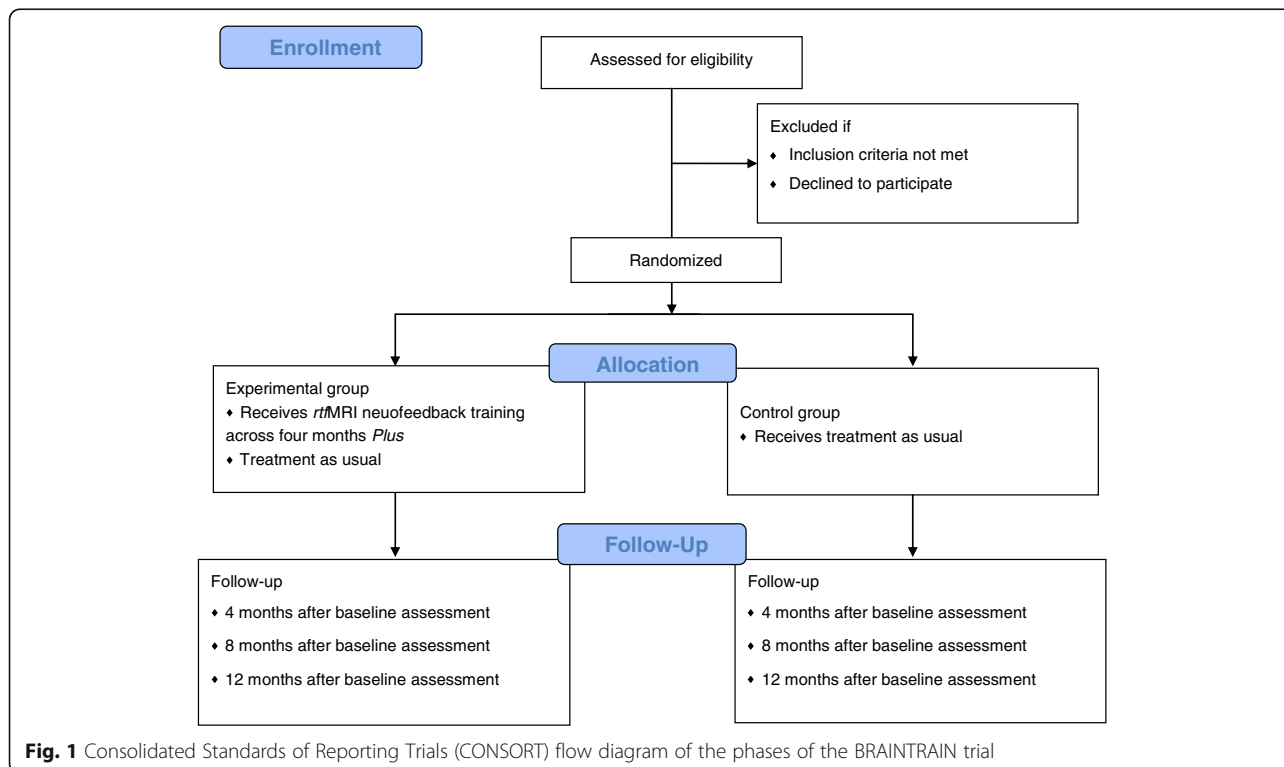 Enrollment
Assessed for eligibility
Excluded if
♦ Inclusion criteria not met
♦ Declined to participate
Randomized
Allocation
Experimental group
♦ Receives rtfMRI neuofeedback training
across four months Plus
♦ Treatment as usual
Control group
♦ Receives treatment as usual
Follow-Up
Follow-up
♦ 4 months after baseline assessment
♦ 8 months after baseline assessment
♦ 12 months after baseline assessment
Follow-up
♦ 4 months after baseline assessment
♦ 8 months after baseline assessment
♦ 12 months after baseline assessment
Fig. 1 Consolidated Standards of Reporting Trials (CONSORT) flow diagram of the phases of the BRAINTRAIN trial